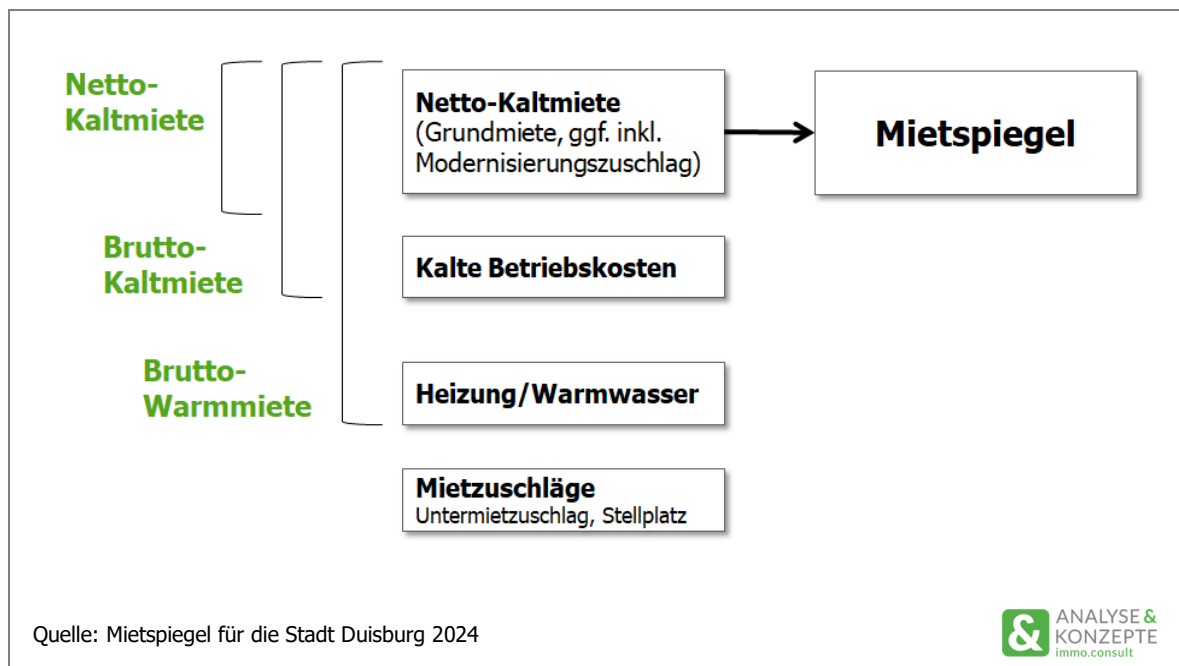 Netto-
Kaltmiete
Netto-Kaltmiete
(Grundmiete, ggf. inkl.
Modernisierungszuschlag)
Mietspiegel
Brutto-
Kaltmiete
Kalte Betriebskosten
Brutto-
Warmmiete
Heizung/Warmwasser
Mietzuschläge
Untermietzuschlag, Stellplatz
Quelle: Mietspiegel für die Stadt Duisburg 2024
&
ANALYSE &
KONZEPTE
immo.consult